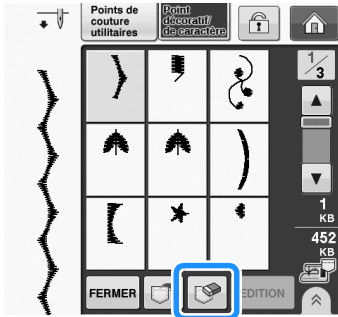 Points de
couture
utilitaires
Point
décoratif/
de caractère
1/3
1
KB
452
KB
FERMER
EDITION